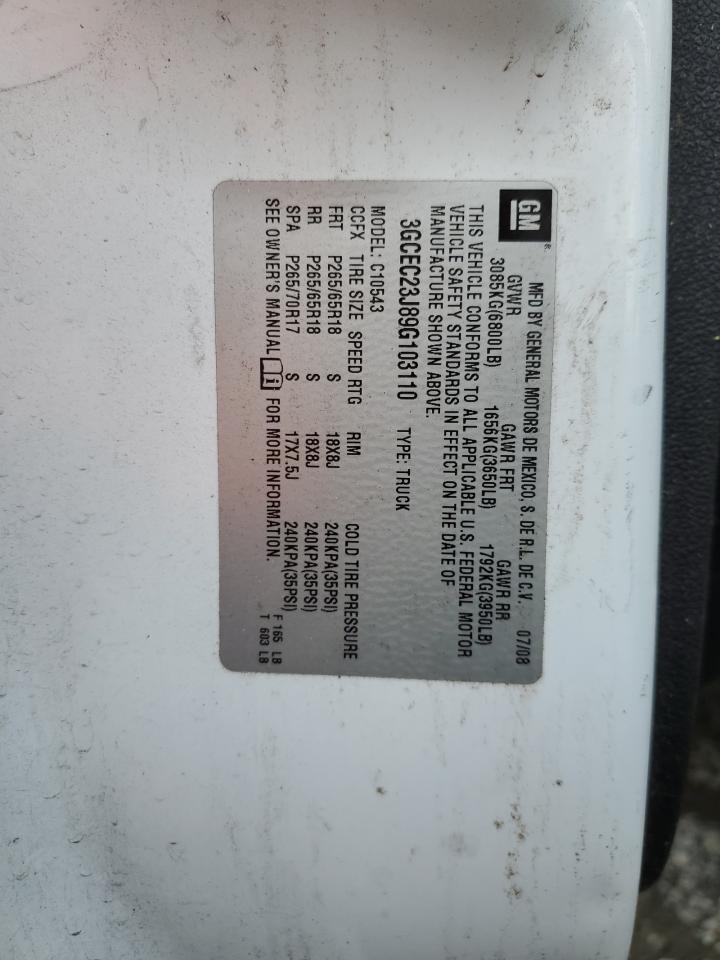 GM ®
MFD BY GENERAL MOTORS DE MEXICO, S. DE R.L. DE C.V. 07/08
GVWR GAWR FRT GAWR RR
3085KG(6800LB) 1656KG(3650LB) 1792KG(3950LB)
THIS VEHICLE CONFORMS TO ALL APPLICABLE U.S. FEDERAL MOTOR
VEHICLE SAFETY STANDARDS IN EFFECT ON THE DATE OF
MANUFACTURE SHOWN ABOVE.
3GCEC23J89G103110 TYPE: TRUCK
MODEL: C10543
CCFX TIRE SIZE SPEED RTG RIM COLD TIRE PRESSURE
FRT P265/65R18 S 18X8J 240KPA(35PSI)
RR P265/65R18 S 18X8J 240KPA(35PSI)
SPA P265/70R17 S 17X7.5J 240KPA(35PSI)
SEE OWNER'S MANUAL i FOR MORE INFORMATION.
F 165 LB
T 603 LB